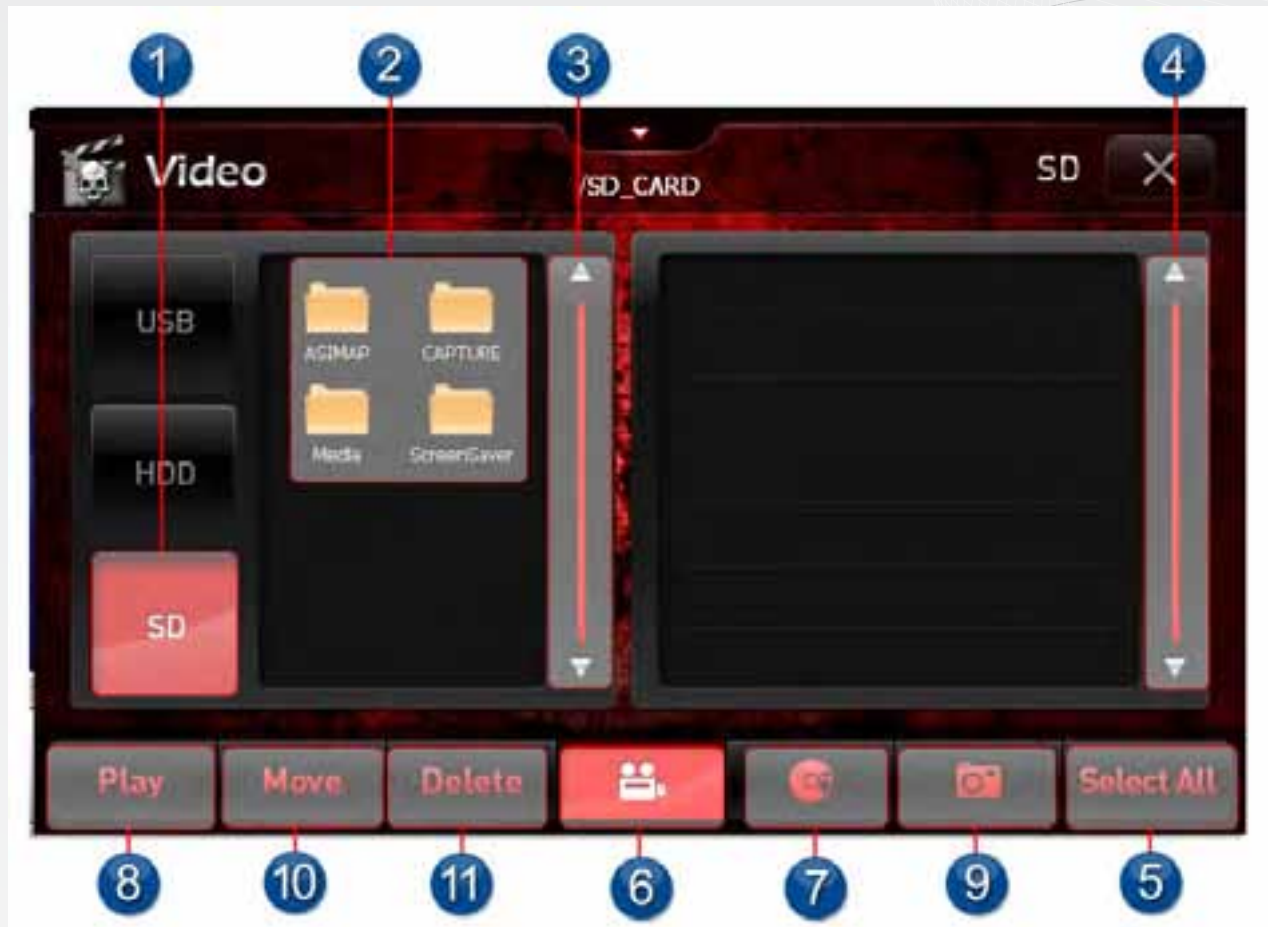 1 2 3 4
Video /SD_CARD SD
USB
ASIMAP CAPTURE
HDD
Media ScreenSaver
SD
Play Move Delete Select All
8 10 11 6 7 9 5